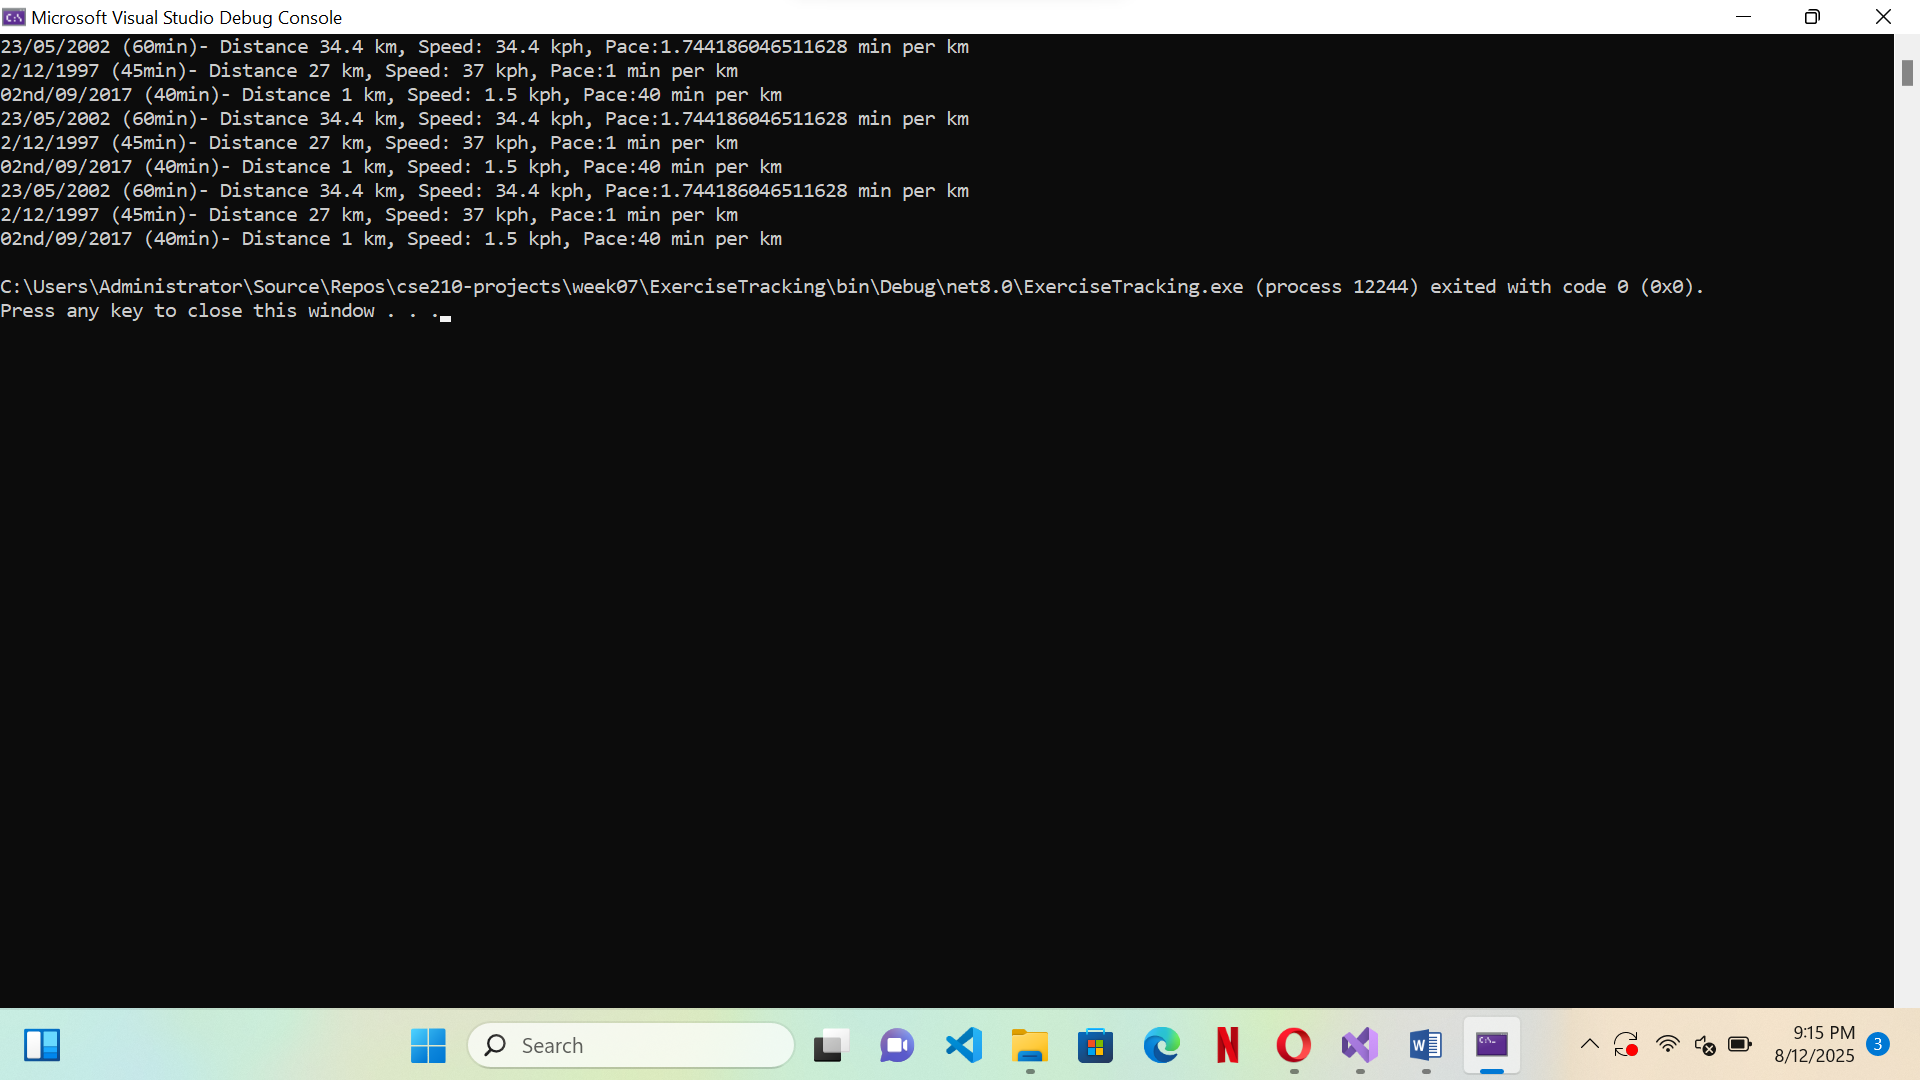 Microsoft Visual Studio Debug Console
23/05/2002 (60min)- Distance 34.4 km, Speed: 34.4 kph, Pace:1.744186046511628 min per km
2/12/1997 (45min)- Distance 27 km, Speed: 37 kph, Pace:1 min per km
02nd/09/2017 (40min)- Distance 1 km, Speed: 1.5 kph, Pace:40 min per km
23/05/2002 (60min)- Distance 34.4 km, Speed: 34.4 kph, Pace:1.744186046511628 min per km
2/12/1997 (45min)- Distance 27 km, Speed: 37 kph, Pace:1 min per km
02nd/09/2017 (40min)- Distance 1 km, Speed: 1.5 kph, Pace:40 min per km
23/05/2002 (60min)- Distance 34.4 km, Speed: 34.4 kph, Pace:1.744186046511628 min per km
2/12/1997 (45min)- Distance 27 km, Speed: 37 kph, Pace:1 min per km
02nd/09/2017 (40min)- Distance 1 km, Speed: 1.5 kph, Pace:40 min per km
C:\Users\Administrator\Source\Repos\cse210-projects\week07\ExerciseTracking\bin\Debug\net8.0\ExerciseTracking.exe (process 12244) exited with code 0 (0x0).
Press any key to close this window . . .
Search
9:15 PM
8/12/2025
3